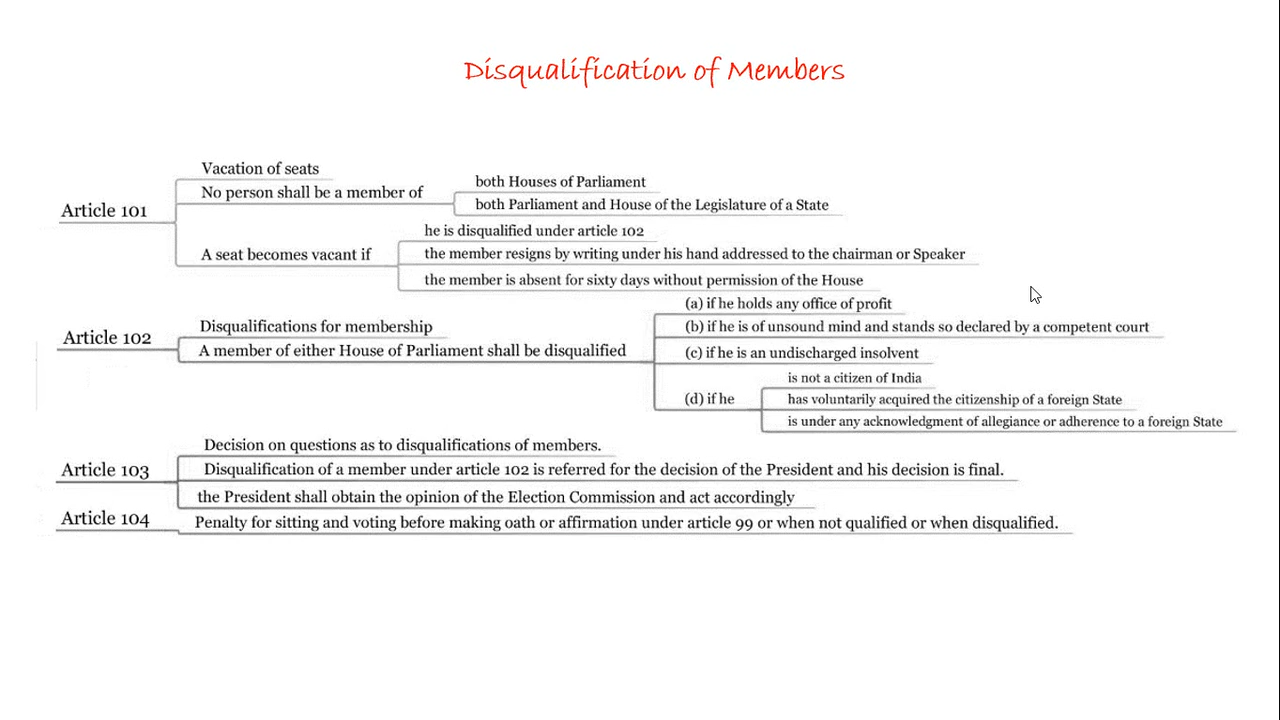 Disqualification of Members
Vacation of seats
Article 101
No person shall be a member of
both Houses of Parliament
both Parliament and House of the Legislature of a State
A seat becomes vacant if
he is disqualified under article 102
the member resigns by writing under his hand addressed to the chairman or Speaker
the member is absent for sixty days without permission of the House
Article 102
Disqualifications for membership
A member of either House of Parliament shall be disqualified
(a) if he holds any office of profit
(b) if he is of unsound mind and stands so declared by a competent court
(c) if he is an undischarged insolvent
(d) if he
is not a citizen of India
has voluntarily acquired the citizenship of a foreign State
is under any acknowledgment of allegiance or adherence to a foreign State
Article 103
Decision on questions as to disqualifications of members.
Disqualification of a member under article 102 is referred for the decision of the President and his decision is final.
the President shall obtain the opinion of the Election Commission and act accordingly
Article 104
Penalty for sitting and voting before making oath or affirmation under article 99 or when not qualified or when disqualified.